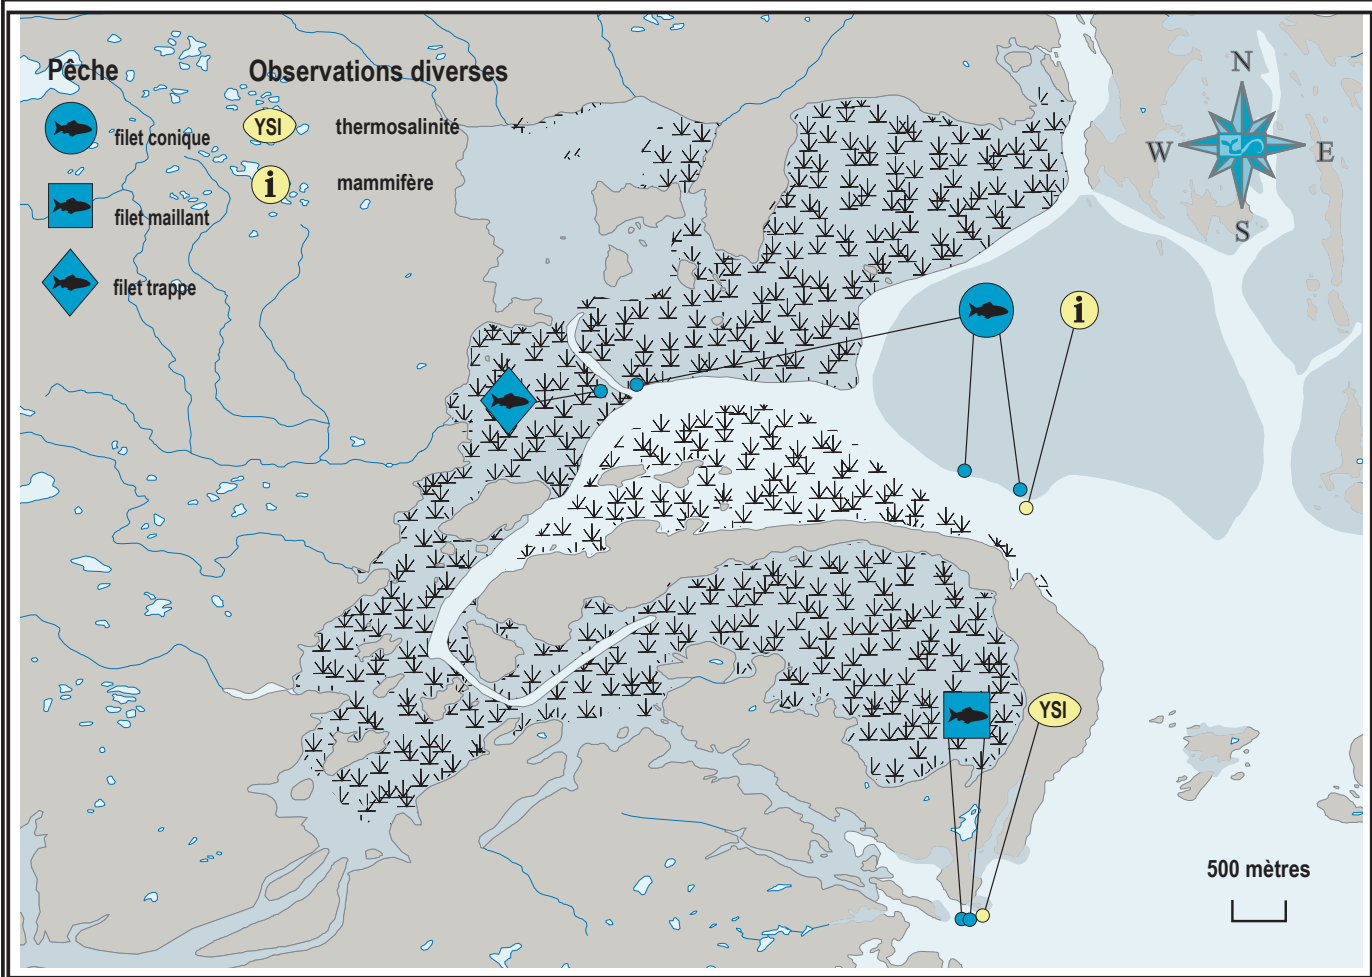 Pêche
Observations diverses
filet conique
YSI
thermosalinité
filet maillant
i
mammifère
filet trappe
N
W
E
S
i
YSI
500 mètres